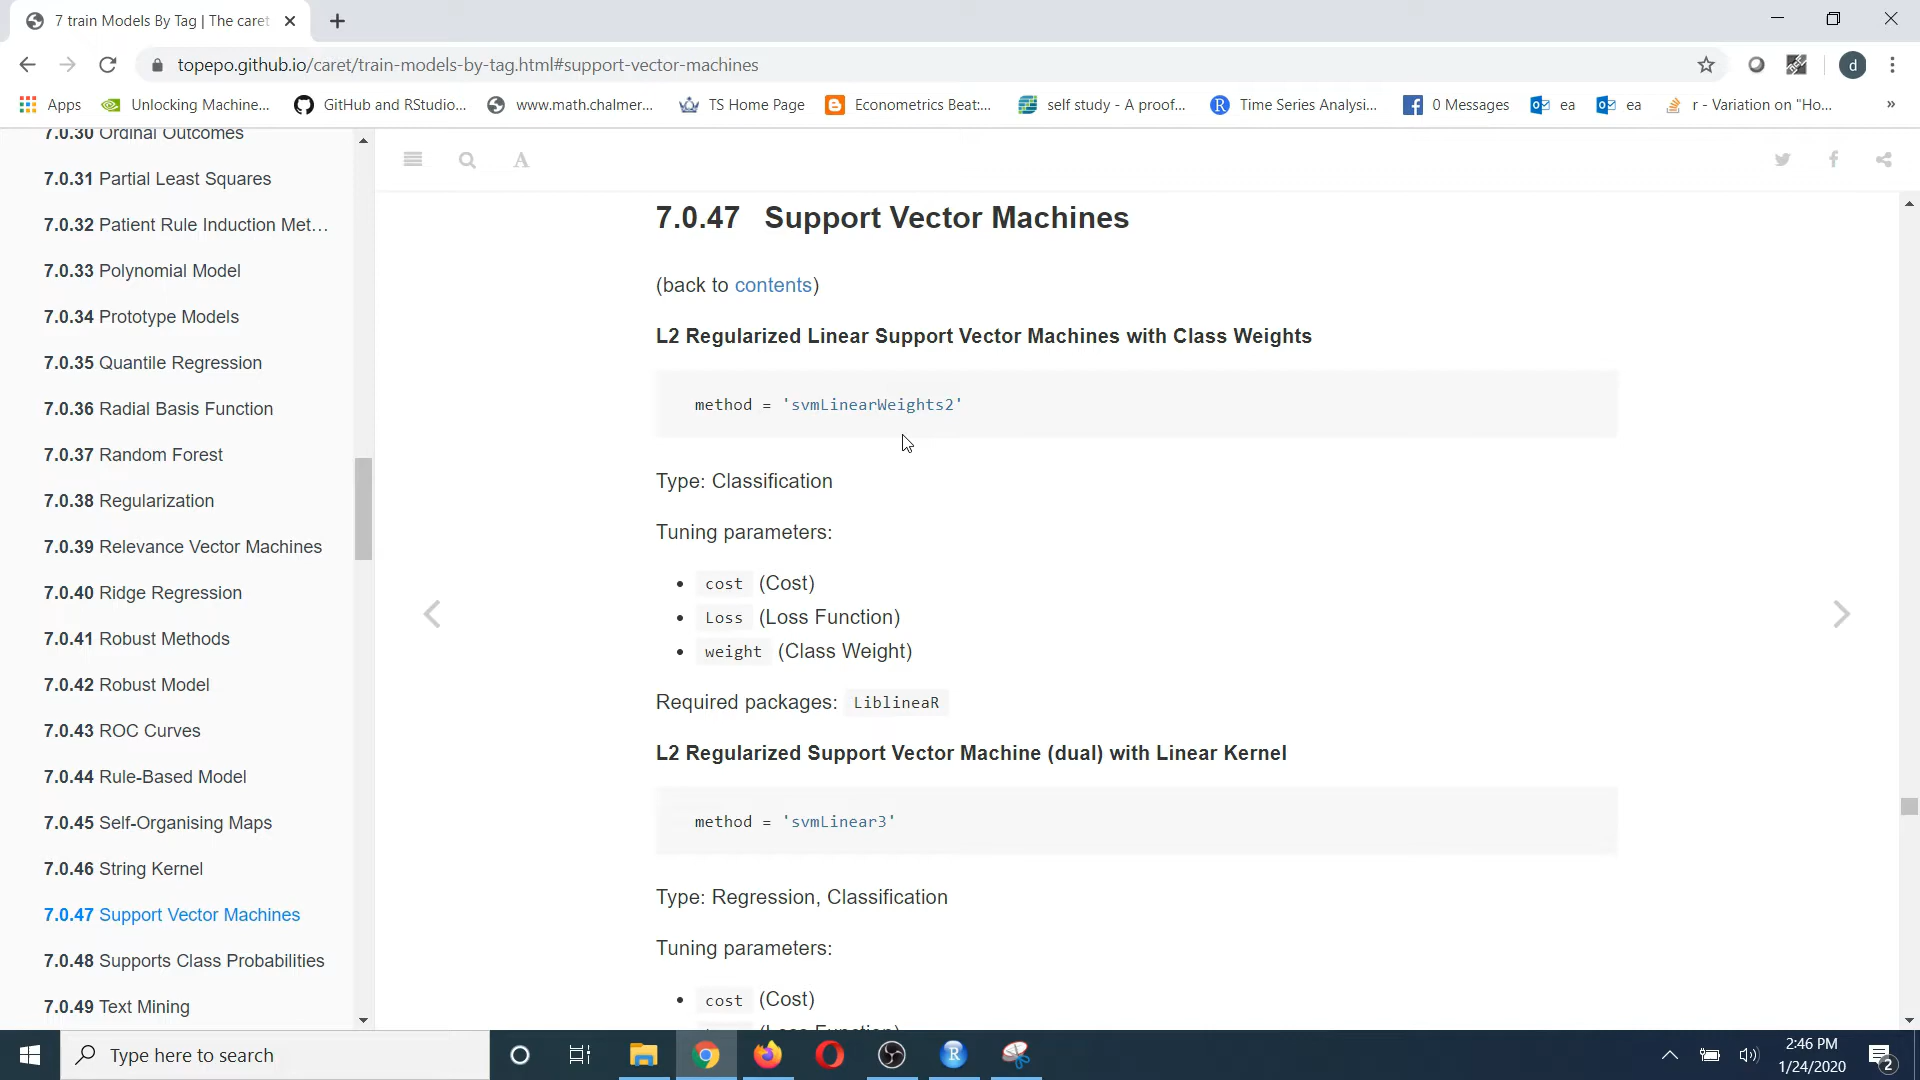 7 train Models By Tag | The caret
topepo.github.io/caret/train-models-by-tag.html#support-vector-machines
d
Apps
Unlocking Machine...
GitHub and RStudio...
www.math.chalmer...
TS Home Page
Econometrics Beat:...
self study - A proof...
Time Series Analysi...
0 Messages
ea
ea
r - Variation on "Ho...
»
7.0.30 Ordinal Outcomes
7.0.31 Partial Least Squares
7.0.32 Patient Rule Induction Met...
7.0.33 Polynomial Model
7.0.34 Prototype Models
7.0.35 Quantile Regression
7.0.36 Radial Basis Function
7.0.37 Random Forest
7.0.38 Regularization
7.0.39 Relevance Vector Machines
7.0.40 Ridge Regression
7.0.41 Robust Methods
7.0.42 Robust Model
7.0.43 ROC Curves
7.0.44 Rule-Based Model
7.0.45 Self-Organising Maps
7.0.46 String Kernel
7.0.47 Support Vector Machines
7.0.48 Supports Class Probabilities
7.0.49 Text Mining
A
7.0.47 Support Vector Machines
(back to contents)
L2 Regularized Linear Support Vector Machines with Class Weights
method = 'svmLinearWeights2'
Type: Classification
Tuning parameters:
• cost (Cost)
• Loss (Loss Function)
• weight (Class Weight)
Required packages: LiblineaR
L2 Regularized Support Vector Machine (dual) with Linear Kernel
method = 'svmLinear3'
Type: Regression, Classification
Tuning parameters:
• cost (Cost)
(Loss Function)
Type here to search
2:46 PM
1/24/2020
2